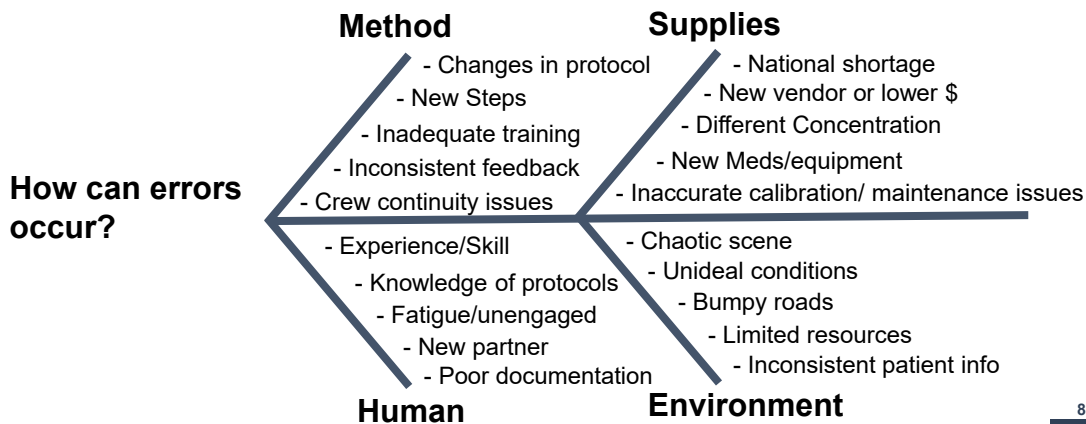 Method
- Changes in protocol
- New Steps
- Inadequate training
- Inconsistent feedback
- Crew continuity issues
Supplies
- National shortage
- New vendor or lower $
- Different Concentration
- New Meds/equipment
- Inaccurate calibration/ maintenance issues
How can errors
occur?
- Experience/Skill
- Knowledge of protocols
- Fatigue/unengaged
- New partner
- Poor documentation
Human
- Chaotic scene
- Unideal conditions
- Bumpy roads
- Limited resources
- Inconsistent patient info
Environment
8